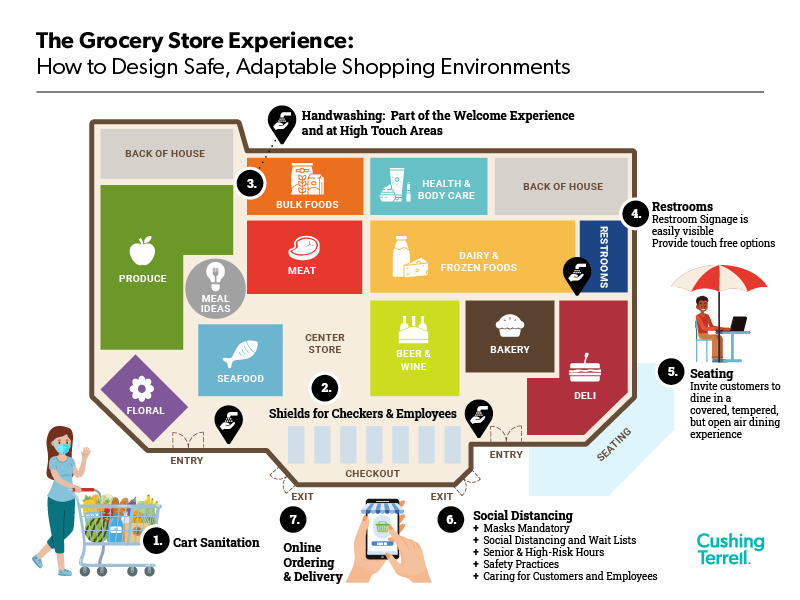 The Grocery Store Experience:
How to Design Safe, Adaptable Shopping Environments
Handwashing: Part of the Welcome Experience
and at High Touch Areas
BACK OF HOUSE
3.
BULK FOODS
HEALTH &
BODY CARE
BACK OF HOUSE
4.
Restrooms
Restroom Signage is
easily visible
Provide touch free options
PRODUCE
MEAL
IDEAS
MEAT
DAIRY &
FROZEN FOODS
RESTROOMS
SEAFOOD
CENTER
STORE
BEER &
WINE
BAKERY
DELI
FLORAL
2.
Shields for Checkers & Employees
5.
Seating
Invite customers to
dine in a
covered, tempered,
but open air dining
experience
SEATING
ENTRY
CHECKOUT
ENTRY
EXIT
EXIT
1.
Cart Sanitation
7.
Online
Ordering
& Delivery
6.
Social Distancing
+ Masks Mandatory
+ Social Distancing and Wait Lists
+ Senior & High-Risk Hours
+ Safety Practices
+ Caring for Customers and Employees
Cushing
Terrell.